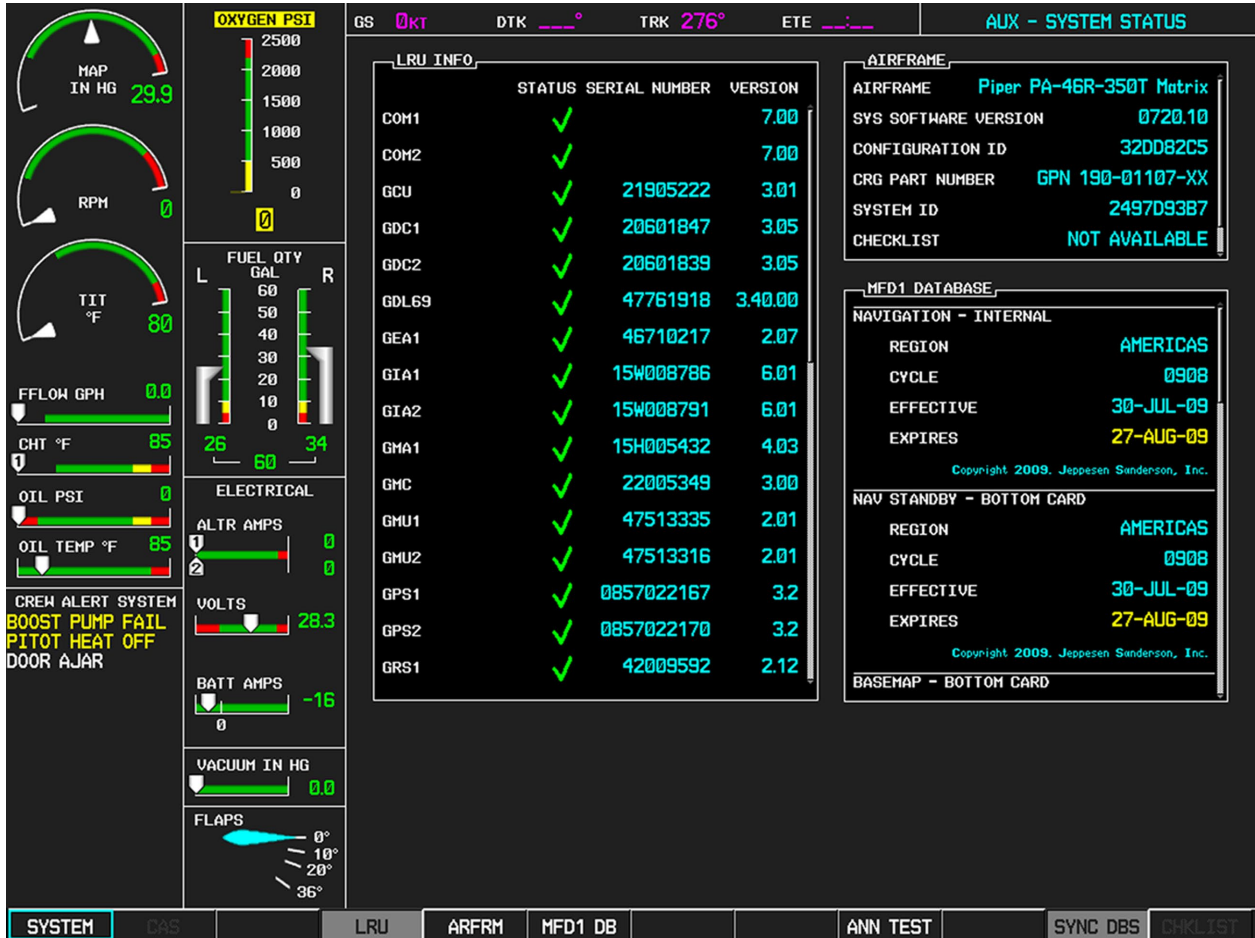 MAP
IN HG
29.9
RPM
0
TIT
°F
80
FFLOW GPH 0.0
CHT °F 85
1
OIL PSI 0
OIL TEMP °F 85
CREW ALERT SYSTEM
BOOST PUMP FAIL
PITOT HEAT OFF
DOOR AJAR
OXYGEN PSI
2500
2000
1500
1000
500
0
0
FUEL QTY
L GAL R
60
50
40
30
20
10
0
26 34
60
ELECTRICAL
ALTR AMPS
1 0
2 0
VOLTS
28.3
BATT AMPS
-16
0
VACUUM IN HG
0.0
FLAPS
0°
10°
20°
36°
GS 0KT DTK ___° TRK 276° ETE __:__ AUX - SYSTEM STATUS
LRU INFO
STATUS SERIAL NUMBER VERSION
COM1 ✓ 7.00
COM2 ✓ 7.00
GCU ✓ 21905222 3.01
GDC1 ✓ 20601847 3.05
GDC2 ✓ 20601839 3.05
GDL69 ✓ 47761918 3.40.00
GEA1 ✓ 46710217 2.07
GIA1 ✓ 15W008786 6.01
GIA2 ✓ 15W008791 6.01
GMA1 ✓ 15H005432 4.03
GMC ✓ 22005349 3.00
GMU1 ✓ 47513335 2.01
GMU2 ✓ 47513316 2.01
GPS1 ✓ 0857022167 3.2
GPS2 ✓ 0857022170 3.2
GRS1 ✓ 42009592 2.12
AIRFRAME
AIRFRAME Piper PA-46R-350T Matrix
SYS SOFTWARE VERSION 0720.10
CONFIGURATION ID 32DD82C5
CRG PART NUMBER GPN 190-01107-XX
SYSTEM ID 2497D93B7
CHECKLIST NOT AVAILABLE
MFD1 DATABASE
NAVIGATION - INTERNAL
REGION AMERICAS
CYCLE 0908
EFFECTIVE 30-JUL-09
EXPIRES 27-AUG-09
Copyright 2009. Jeppesen Sanderson, Inc.
NAV STANDBY - BOTTOM CARD
REGION AMERICAS
CYCLE 0908
EFFECTIVE 30-JUL-09
EXPIRES 27-AUG-09
Copyright 2009. Jeppesen Sanderson, Inc.
BASEMAP - BOTTOM CARD
SYSTEM CAS LRU ARFRM MFD1 DB ANN TEST SYNC DBS CHKLIST